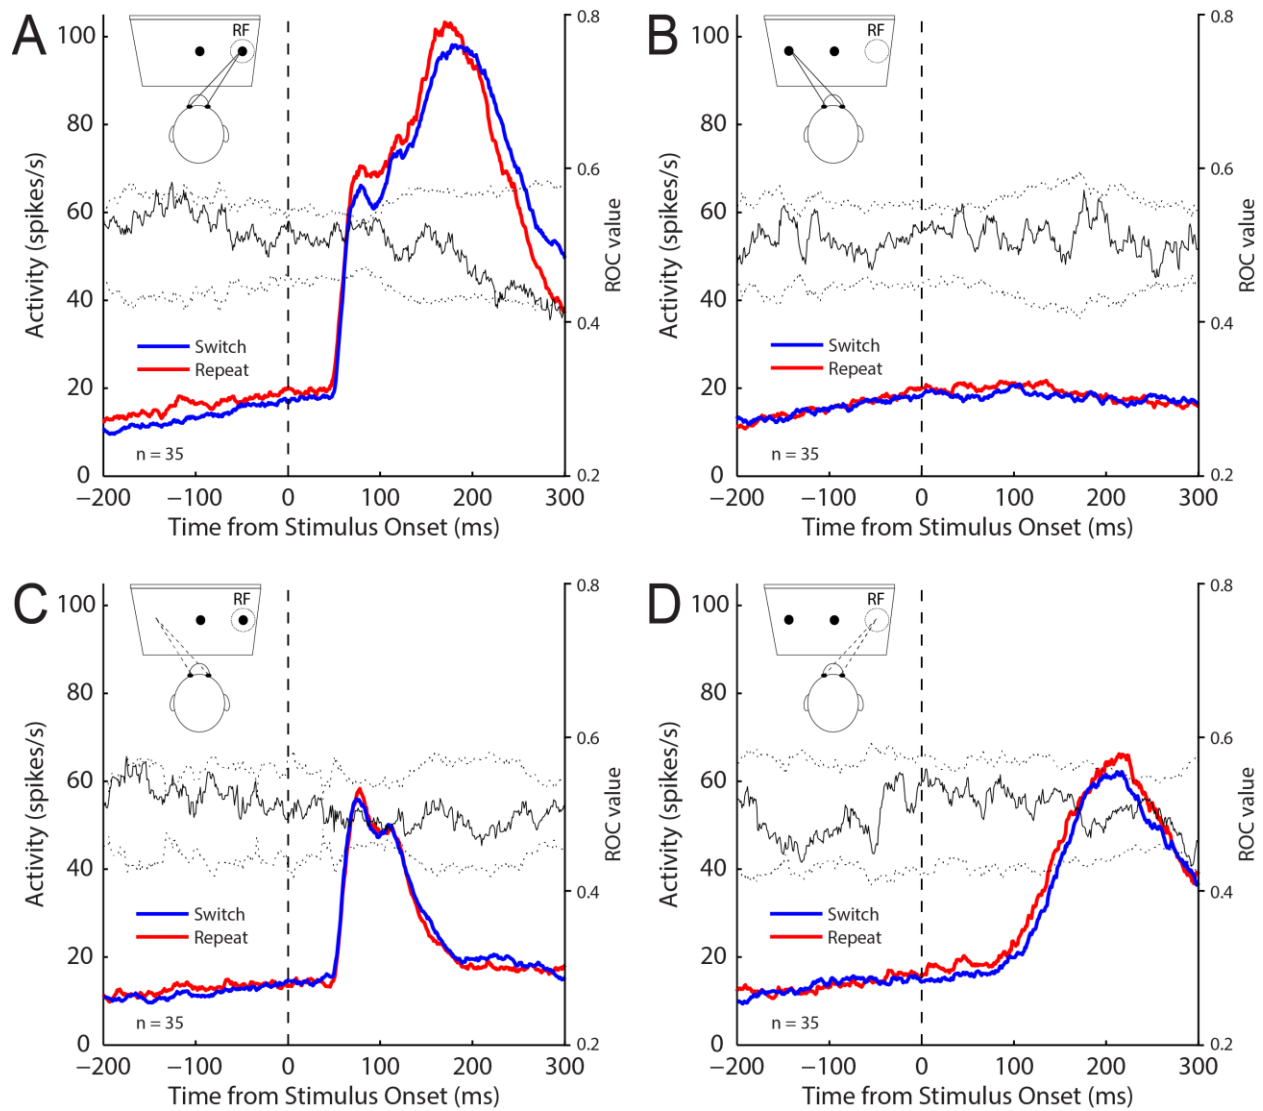 A
RF
100
80
60
40
20
0
Activity (spikes/s)
0.8
0.6
0.4
0.2
ROC value
Switch
Repeat
n = 35
−200 −100 0 100 200 300
Time from Stimulus Onset (ms)
B
RF
100
80
60
40
20
0
Activity (spikes/s)
0.8
0.6
0.4
0.2
ROC value
Switch
Repeat
n = 35
−200 −100 0 100 200 300
Time from Stimulus Onset (ms)
C
RF
100
80
60
40
20
0
Activity (spikes/s)
0.8
0.6
0.4
0.2
ROC value
Switch
Repeat
n = 35
−200 −100 0 100 200 300
Time from Stimulus Onset (ms)
D
RF
100
80
60
40
20
0
Activity (spikes/s)
0.8
0.6
0.4
0.2
ROC value
Switch
Repeat
n = 35
−200 −100 0 100 200 300
Time from Stimulus Onset (ms)